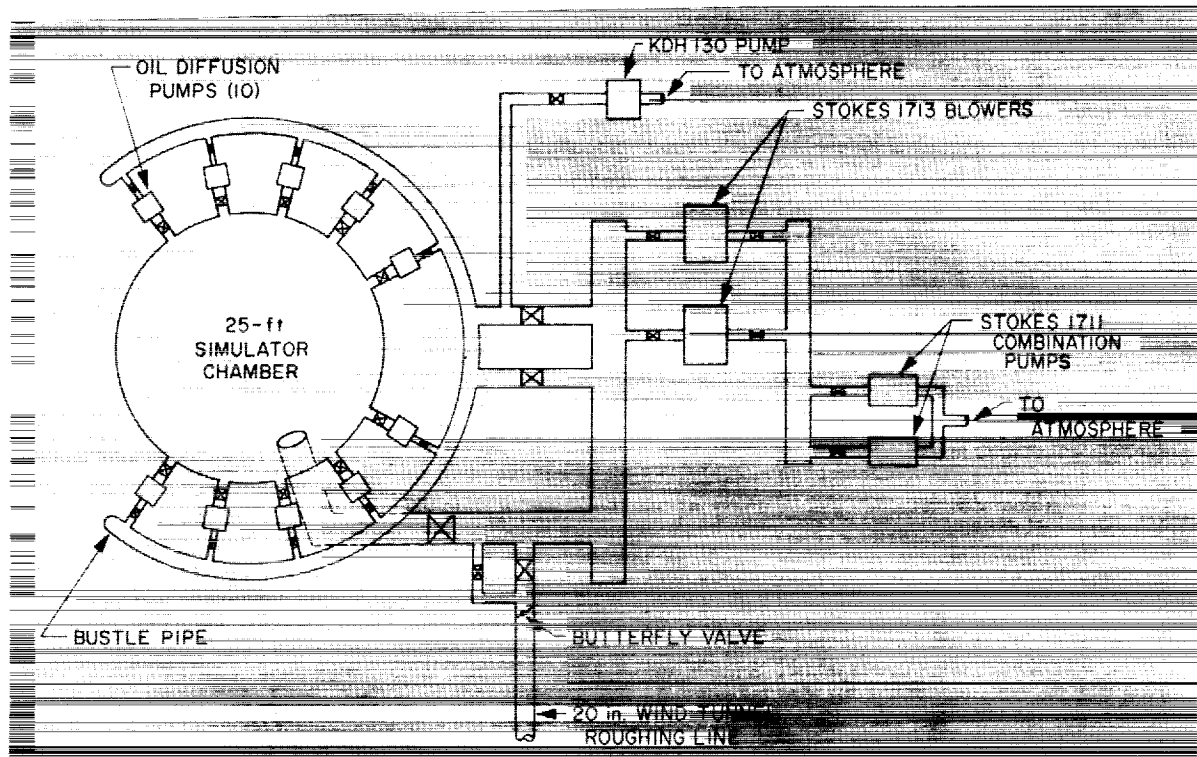 KDH 130 PUMP
OIL DIFFUSION
PUMPS (10)
TO ATMOSPHERE
STOKES 1713 BLOWERS
25-ft
SIMULATOR
CHAMBER
STOKES 1711
COMBINATION
PUMPS
TO
ATMOSPHERE
BUSTLE PIPE
BUTTERFLY VALVE
20 in. WIND TUNNEL
ROUGHING LINE